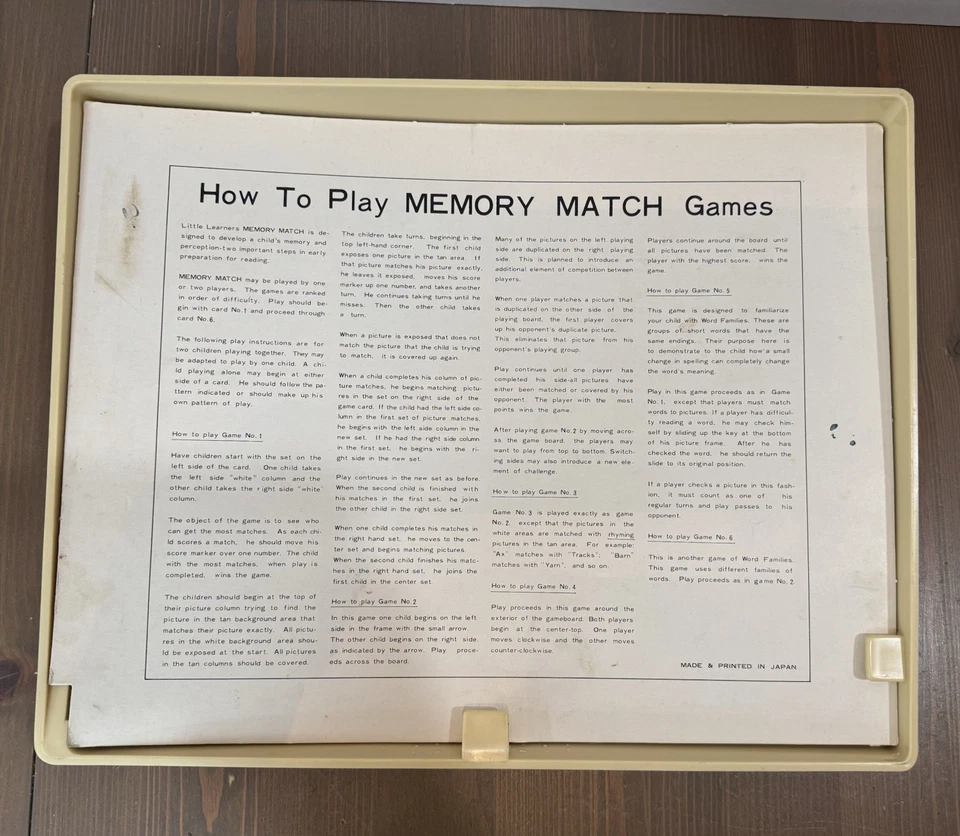 How To Play MEMORY MATCH Games
Little Learners MEMORY MATCH is de-
signed to develop a child's memory and
perception-two important steps in early
preparation for reading.
MEMORY MATCH may be played by one
or two players. The games are ranked
in order of difficulty. Play should be-
gin with card No.1 and proceed through
card No.6.
The following play instructions are for
two children playing together. They may
be adapted to play by one child. A chi-
ld playing alone may begin at either
side of a card. He should follow the pa-
ttern indicated or should make up his
own pattern of play.
How to play Game No.1
Have children start with the set on the
left side of the card. One child takes
the left side "white" column and the
other child takes the right side "white"
column.
The object of the game is to see who
can get the most matches. As each chi-
ld scores a match, he should move his
score marker over one number. The child
with the most matches, when play is
completed, wins the game.
The children should begin at the top of
their picture column trying to find the
picture in the tan background area that
matches their picture exactly. All pictu-
res in the white background area shou-
ld be exposed at the start. All pictures
in the tan columns should be covered.
The children take turns, beginning in the
top left-hand corner. The first child
exposes one picture in the tan area. If
that picture matches his picture exactly,
he leaves it exposed, moves his score
marker up one number, and takes another
turn. He continues taking turns until he
misses. Then the other child takes
a turn.
When a picture is exposed that does not
match the picture that the child is trying
to match, it is covered up again.
When a child completes his column of pic-
ture matches, he begins matching pictu-
res in the set on the right side of the
game card. If the child had the left side co-
lumn in the first set of picture matches,
he begins with the left side column in the
new set. If he had the right side column
in the first set, he begins with the ri-
ght side in the new set.
Play continues in the new set as before.
When the second child is finished with
his matches in the first set, he joins
the other child in the right side set.
When one child completes his matches in
the right hand set, he moves to the cen-
ter set and begins matching pictures.
When the second child finishes his matc-
hes in the right hand set, he joins the
first child in the center set.
How to play Game No.2
In this game one child begins on the left
side in the frame with the small arrow.
The other child begins on the right side,
as indicated by the arrow. Play proce-
eds across the board.
Many of the pictures on the left playing
side are duplicated on the right playing
side. This is planned to introduce an
additional element of competition between
players.
When one player matches a picture that
is duplicated on the other side of the
playing board, the first player covers
up his opponent's duplicate picture.
This eliminates that picture from his
opponent's playing group.
Play continues until one player has
completed his side-all pictures have
either been matched or covered by his
opponent. The player with the most
points wins the game.
After playing game No.2 by moving acro-
ss the game board, the players may
want to play from top to bottom. Switch-
ing sides may also introduce a new ele-
ment of challenge.
How to play Game No.3
Game No.3 is played exactly as game
No.2, except that the pictures in the
white areas are matched with rhyming
pictures in the tan area. For example:
"Ax" matches with "Tracks"; "Barn"
matches with "Yarn", and so on.
How to play Game No.4
Play proceeds in this game around the
exterior of the gameboard. Both players
begin at the center-top. One player
moves clockwise and the other moves
counter-clockwise.
Players continue around the board until
all pictures have been matched. The
player with the highest score, wins the
game.
How to play Game No.5
This game is designed to familiarize
your child with Word Families. These are
groups of short words that have the
same endings. Their purpose here is
to demonstrate to the child how a small
change in spelling can completely change
the word's meaning.
Play in this game proceeds as in Game
No.1, except that players must match
words to pictures. If a player has difficul-
ty reading a word, he may check him-
self by sliding up the key at the bottom
of his picture frame. After he has
checked the word, he should return the
slide to its original position.
If a player checks a picture in this fash-
ion, it must count as one of his
regular turns and play passes to his
opponent.
How to play Game No.6
This is another game of Word Families.
This game uses different families of
words. Play proceeds as in game No.2.
MADE & PRINTED IN JAPAN